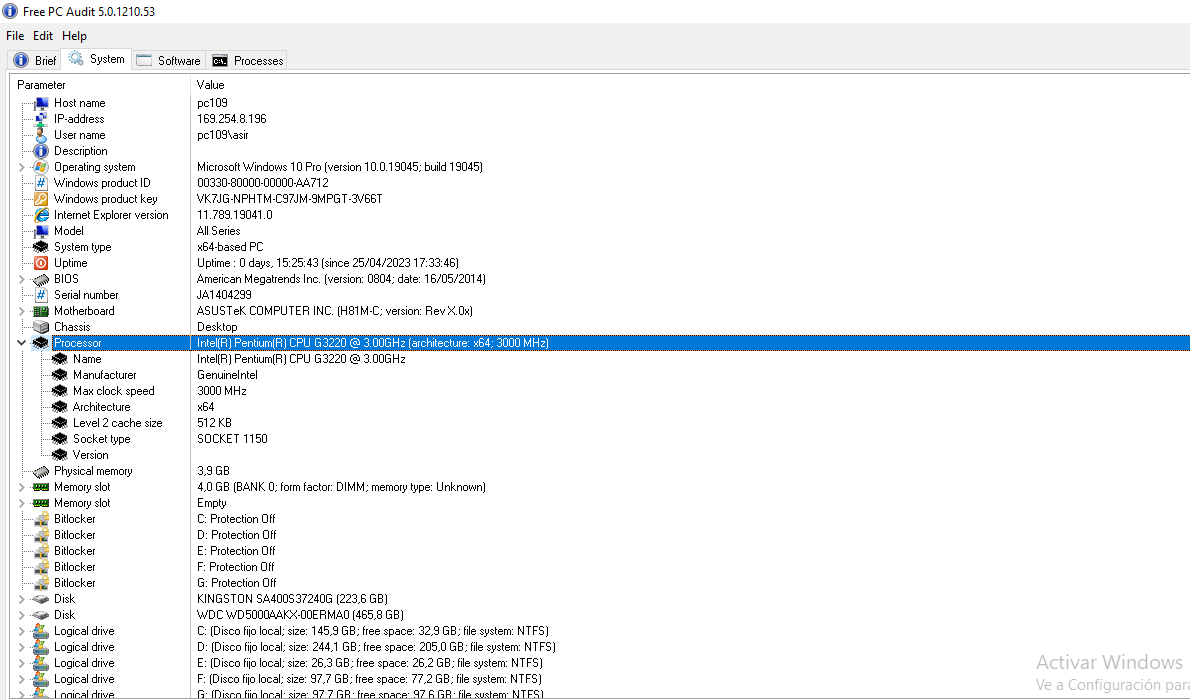 Free PC Audit 5.0.1210.53
File Edit Help
Brief System Software Processes
Parameter Value
Host name pc109
IP-address 169.254.8.196
User name pc109\asir
Description
Operating system Microsoft Windows 10 Pro (version 10.0.19045; build 19045)
Windows product ID 00330-80000-00000-AA712
Windows product key VK7JG-NPHTM-C97JM-9MPGT-3V66T
Internet Explorer version 11.789.19041.0
Model All Series
System type x64-based PC
Uptime Uptime : 0 days, 15:25:43 (since 25/04/2023 17:33:46)
BIOS American Megatrends Inc. (version: 0804; date: 16/05/2014)
Serial number JA1404299
Motherboard ASUSTeK COMPUTER INC. (H81M-C; version: Rev X.0x)
Chassis Desktop
Processor Intel(R) Pentium(R) CPU G3220 @ 3.00GHz (architecture: x64; 3000 MHz)
Name Intel(R) Pentium(R) CPU G3220 @ 3.00GHz
Manufacturer GenuineIntel
Max clock speed 3000 MHz
Architecture x64
Level 2 cache size 512 KB
Socket type SOCKET 1150
Version
Physical memory 3,9 GB
Memory slot 4,0 GB (BANK 0; form factor: DIMM; memory type: Unknown)
Memory slot Empty
Bitlocker C: Protection Off
Bitlocker D: Protection Off
Bitlocker E: Protection Off
Bitlocker F: Protection Off
Bitlocker G: Protection Off
Disk KINGSTON SA400S37240G (223,6 GB)
Disk WDC WD5000AAKX-00ERMA0 (465,8 GB)
Logical drive C: (Disco fijo local; size: 145,9 GB; free space: 32,9 GB; file system: NTFS)
Logical drive D: (Disco fijo local; size: 244,1 GB; free space: 205,0 GB; file system: NTFS)
Logical drive E: (Disco fijo local; size: 26,3 GB; free space: 26,2 GB; file system: NTFS)
Logical drive F: (Disco fijo local; size: 97,7 GB; free space: 77,2 GB; file system: NTFS)
Logical drive G: (Disco fijo local; size: 97,7 GB; free space: 97,6 GB; file system: NTFS)
Activar Windows
Ve a Configuración para